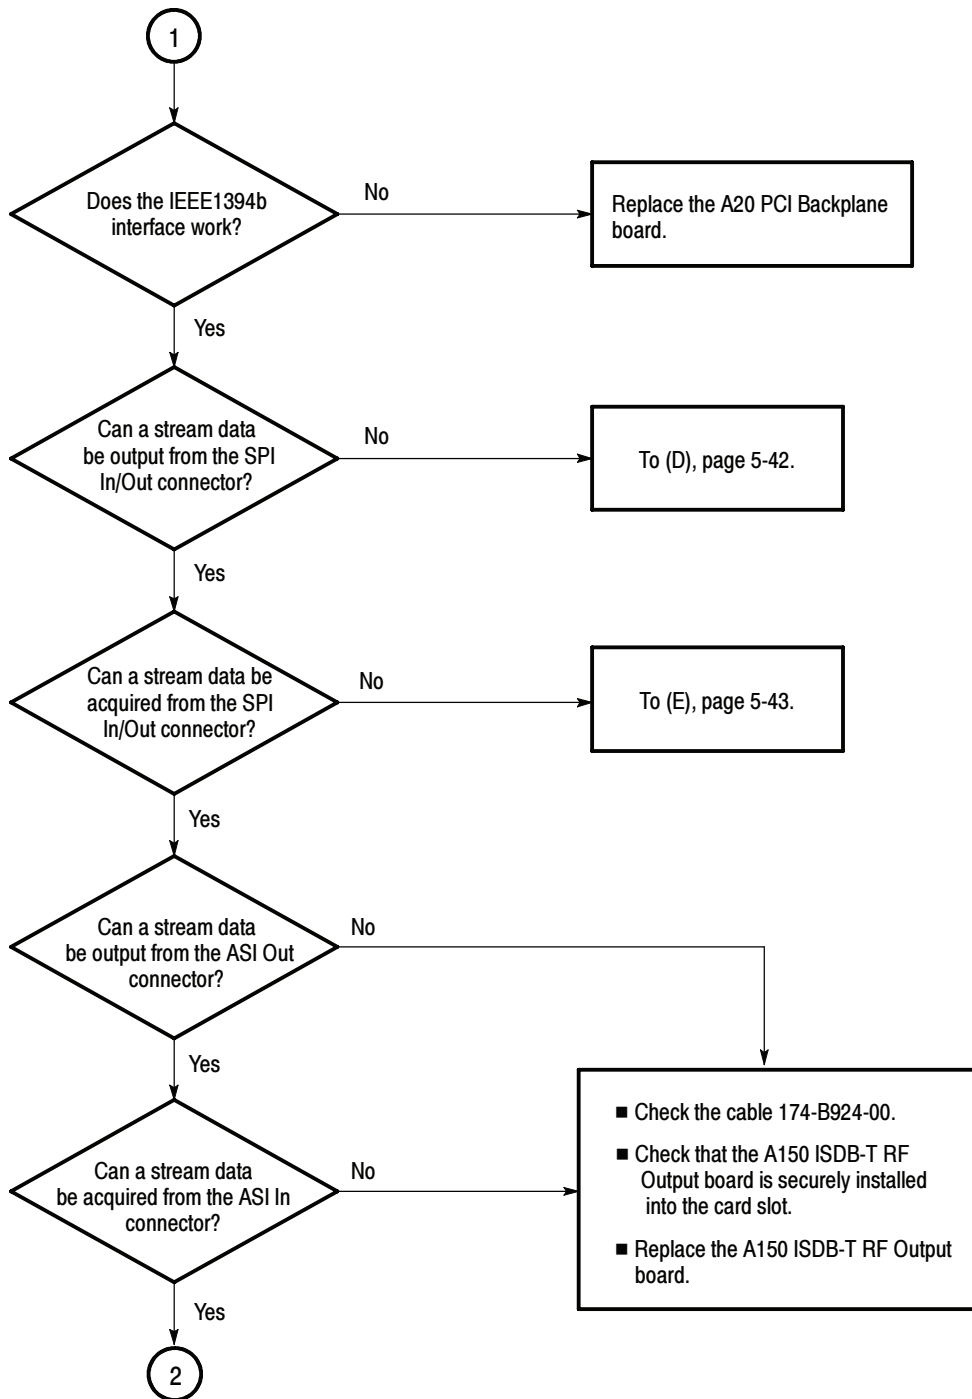 1
Does the IEEE1394b
interface work?
No
Replace the A20 PCI Backplane
board.
Yes
Can a stream data
be output from the SPI
In/Out connector?
No
To (D), page 5-42.
Yes
Can a stream data be
acquired from the SPI
In/Out connector?
No
To (E), page 5-43.
Yes
Can a stream data
be output from the ASI Out
connector?
No
Yes
Can a stream data
be acquired from the ASI In
connector?
No
■ Check the cable 174-B924-00.
■ Check that the A150 ISDB-T RF
Output board is securely installed
into the card slot.
■ Replace the A150 ISDB-T RF Output
board.
Yes
2